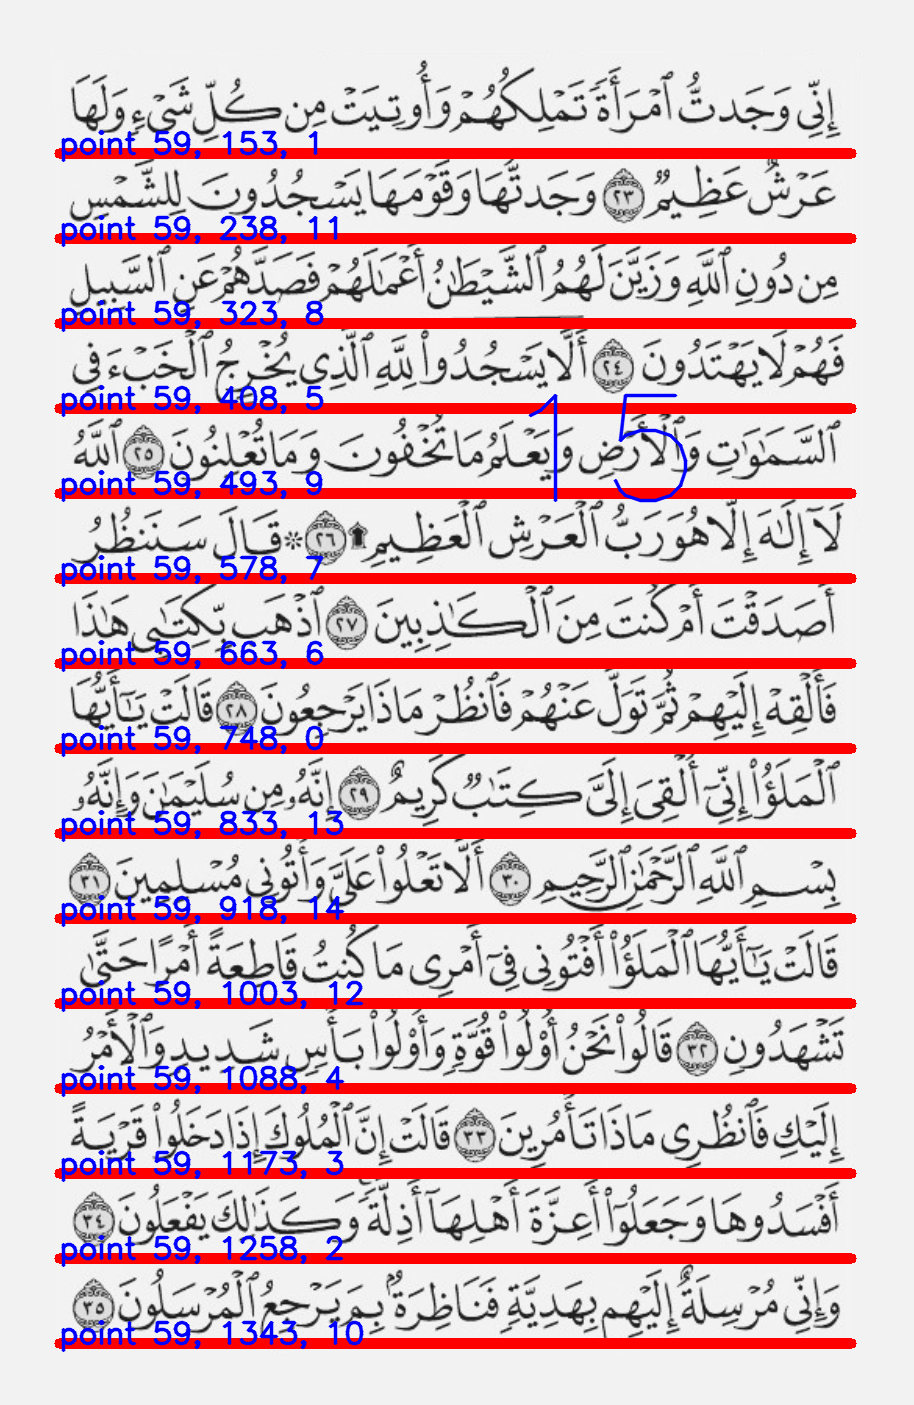 إِنِّي وَجَدتُّ ٱمْرَأَةً تَمْلِكُهُمْ وَأُوتِيَتْ مِن كُلِّ شَيْءٍ وَلَهَا
point 59, 153, 1
عَرْشٌ عَظِيمٌ ٢٣ وَجَدتُّهَا وَقَوْمَهَا يَسْجُدُونَ لِلشَّمْسِ
point 59, 238, 11
مِن دُونِ ٱللَّهِ وَزَيَّنَ لَهُمُ ٱلشَّيْطَٰنُ أَعْمَٰلَهُمْ فَصَدَّهُمْ عَنِ ٱلسَّبِيلِ
point 59, 323, 8
فَهُمْ لَا يَهْتَدُونَ ٢٤ أَلَّا يَسْجُدُوا۟ لِلَّهِ ٱلَّذِي يُخْرِجُ ٱلْخَبْءَ فِي
point 59, 408, 5
15
ٱلسَّمَٰوَٰتِ وَٱلْأَرْضِ وَيَعْلَمُ مَا تُخْفُونَ وَمَا تُعْلِنُونَ ٢٥ ٱللَّهُ
point 59, 493, 9
لَآ إِلَٰهَ إِلَّا هُوَ رَبُّ ٱلْعَرْشِ ٱلْعَظِيمِ ۩ ٢٦ ۞ قَالَ سَنَنظُرُ
point 59, 578, 7
أَصَدَقْتَ أَمْ كُنتَ مِنَ ٱلْكَٰذِبِينَ ٢٧ ٱذْهَب بِّكِتَٰبِي هَٰذَا
point 59, 663, 6
فَأَلْقِهْ إِلَيْهِمْ ثُمَّ تَوَلَّ عَنْهُمْ فَٱنظُرْ مَاذَا يَرْجِعُونَ ٢٨ قَالَتْ يَٰٓأَيُّهَا
point 59, 748, 0
ٱلْمَلَؤُا۟ إِنِّيٓ أُلْقِيَ إِلَيَّ كِتَٰبٌ كَرِيمٌ ٢٩ إِنَّهُۥ مِن سُلَيْمَٰنَ وَإِنَّهُۥ
point 59, 833, 13
بِسْمِ ٱللَّهِ ٱلرَّحْمَٰنِ ٱلرَّحِيمِ ٣٠ أَلَّا تَعْلُوا۟ عَلَيَّ وَأْتُونِي مُسْلِمِينَ ٣١
point 59, 918, 14
قَالَتْ يَٰٓأَيُّهَا ٱلْمَلَؤُا۟ أَفْتُونِي فِيٓ أَمْرِي مَا كُنتُ قَاطِعَةً أَمْرًا حَتَّىٰ
point 59, 1003, 12
تَشْهَدُونِ ٣٢ قَالُوا۟ نَحْنُ أُو۟لُوا۟ قُوَّةٍ وَأُو۟لُوا۟ بَأْسٍ شَدِيدٍ وَٱلْأَمْرُ
point 59, 1088, 4
إِلَيْكِ فَٱنظُرِي مَاذَا تَأْمُرِينَ ٣٣ قَالَتْ إِنَّ ٱلْمُلُوكَ إِذَا دَخَلُوا۟ قَرْيَةً
point 59, 1173, 3
أَفْسَدُوهَا وَجَعَلُوٓا۟ أَعِزَّةَ أَهْلِهَآ أَذِلَّةً وَكَذَٰلِكَ يَفْعَلُونَ ٣٤
point 59, 1258, 2
وَإِنِّي مُرْسِلَةٌ إِلَيْهِم بِهَدِيَّةٍ فَنَاظِرَةٌۢ بِمَ يَرْجِعُ ٱلْمُرْسَلُونَ ٣٥
point 59, 1343, 10